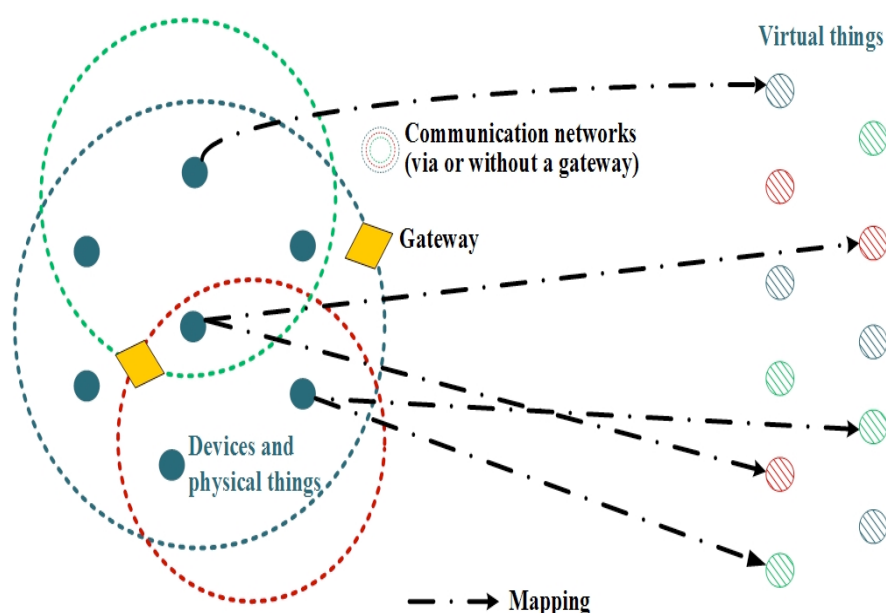 Virtual things
Communication networks
(via or without a gateway)
Gateway
Devices and
physical things
Mapping